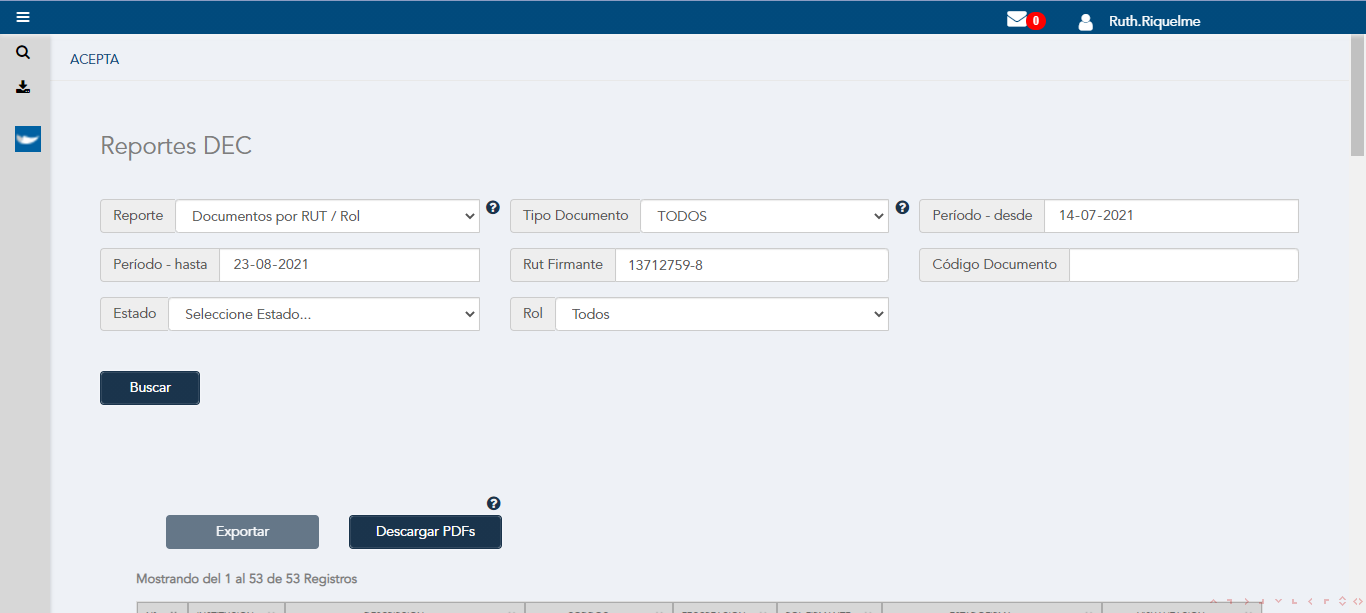 0 Ruth.Riquelme
ACEPTA
Reportes DEC
Reporte Documentos por RUT / Rol Tipo Documento TODOS Período - desde 14-07-2021
Período - hasta 23-08-2021 Rut Firmante 13712759-8 Código Documento
Estado Seleccione Estado... Rol Todos
Buscar
Exportar Descargar PDFs
Mostrando del 1 al 53 de 53 Registros